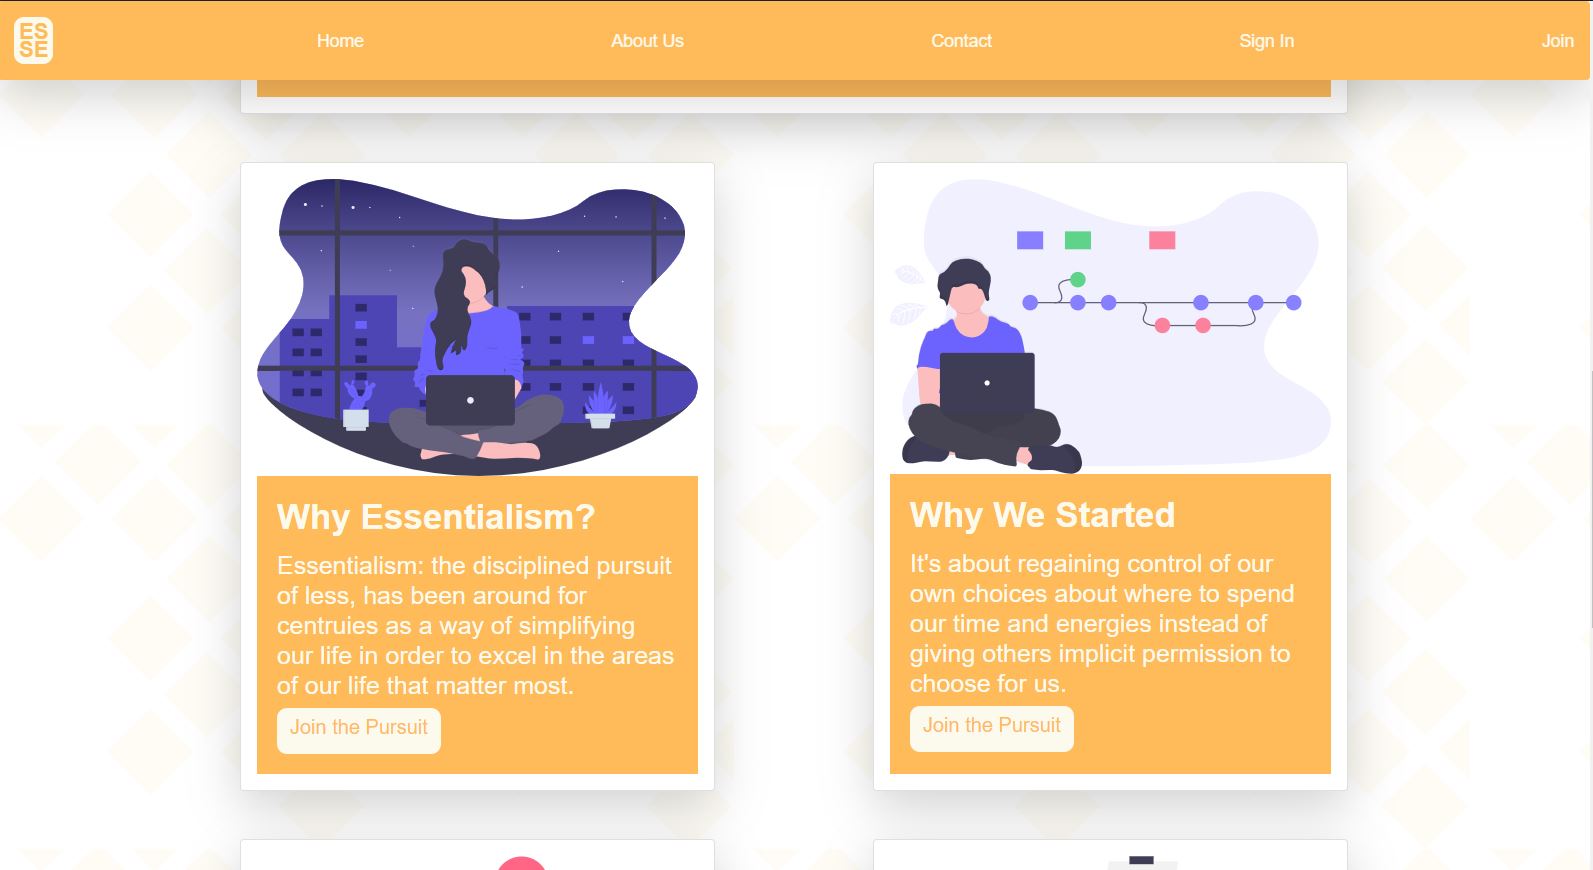 ES
SE
Home
About Us
Contact
Sign In
Join
Why Essentialism?
Essentialism: the disciplined pursuit
of less, has been around for
centruies as a way of simplifying
our life in order to excel in the areas
of our life that matter most.
Join the Pursuit
Why We Started
It's about regaining control of our
own choices about where to spend
our time and energies instead of
giving others implicit permission to
choose for us.
Join the Pursuit